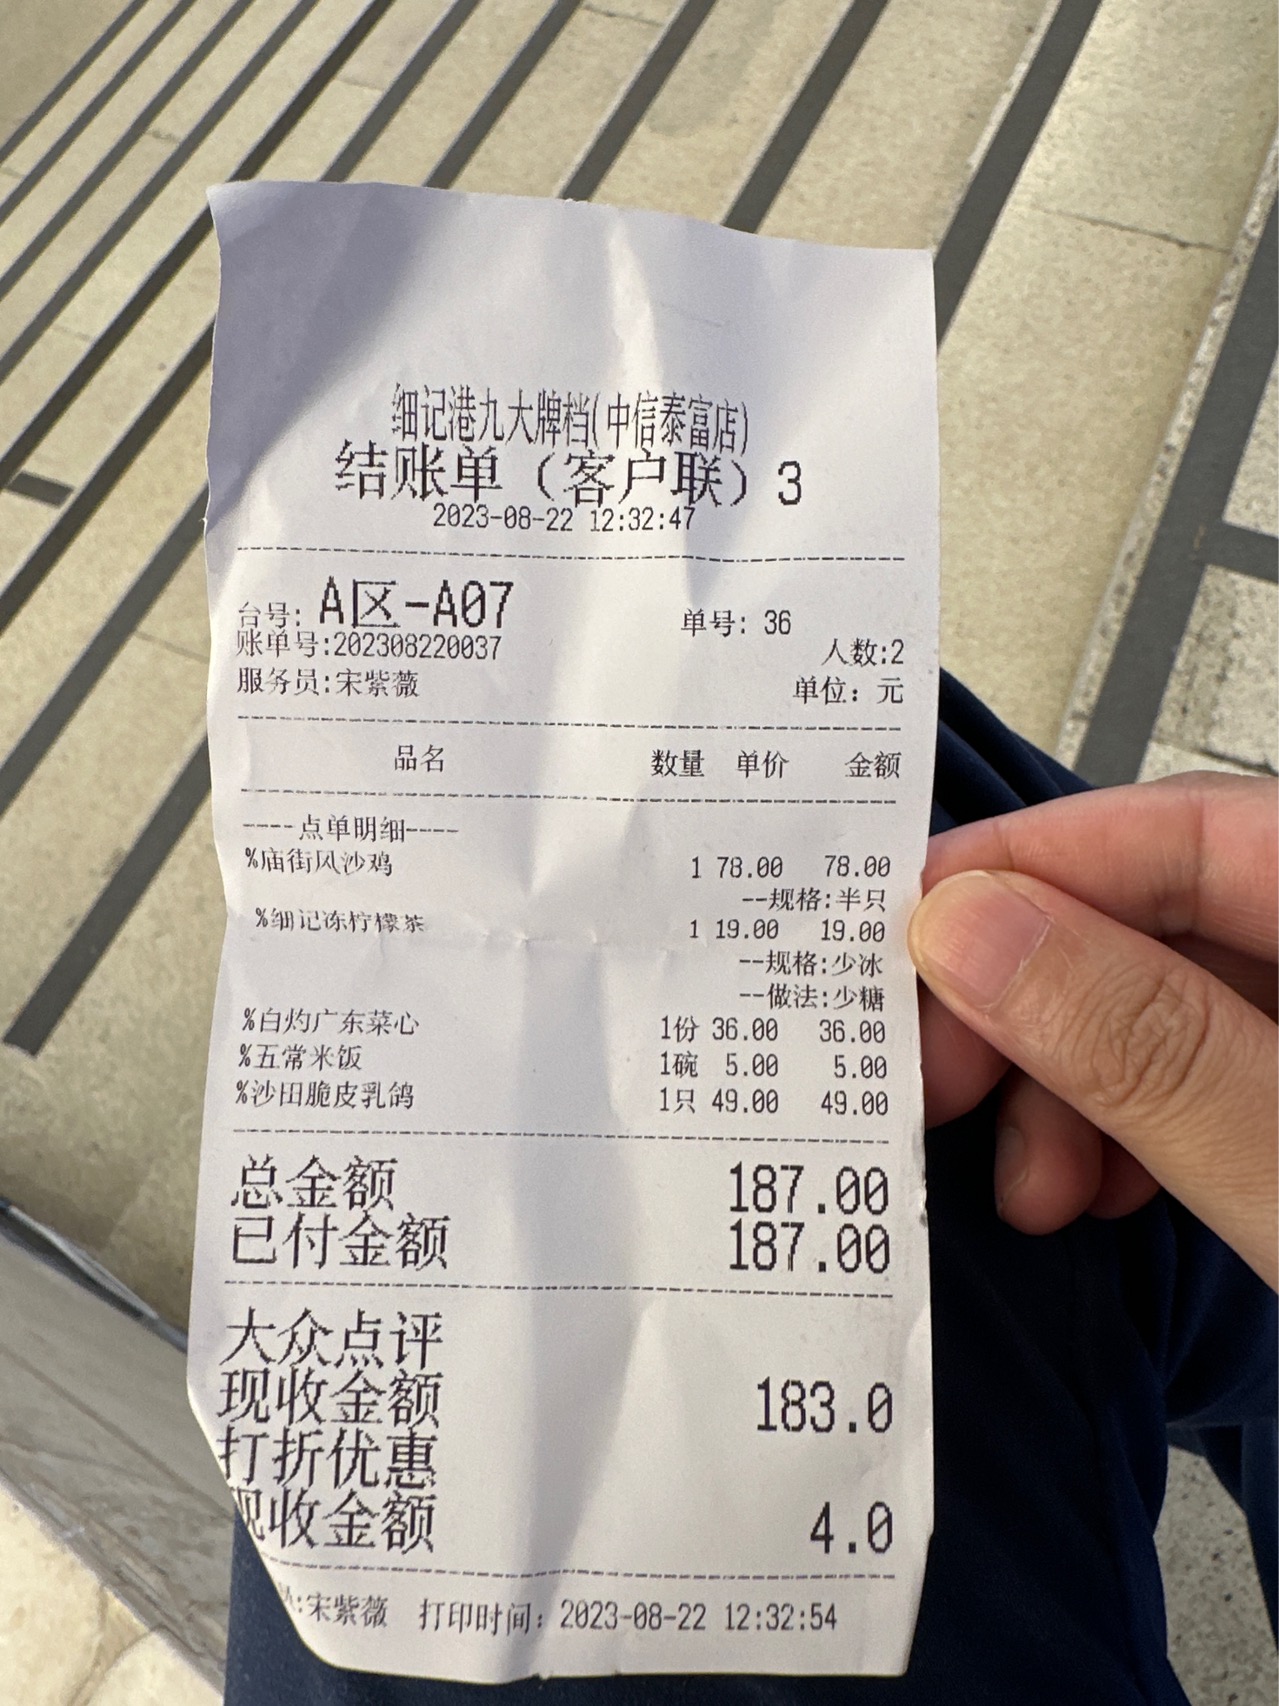 细记港九大牌档(中信泰富店)
结账单（客户联）3
2023-08-22 12:32:47
台号: A区-A07 单号: 36
账单号:202308220037 人数:2
服务员:宋紫薇 单位: 元
品名 数量 单价 金额
----点单明细----
%庙街风沙鸡 1 78.00 78.00
--规格:半只
%细记冻柠檬茶 1 19.00 19.00
--规格:少冰
--做法:少糖
%白灼广东菜心 1份 36.00 36.00
%五常米饭 1碗 5.00 5.00
%沙田脆皮乳鸽 1只 49.00 49.00
总金额 187.00
已付金额 187.00
大众点评
现收金额 183.0
打折优惠
现收金额 4.0
:宋紫薇 打印时间: 2023-08-22 12:32:54